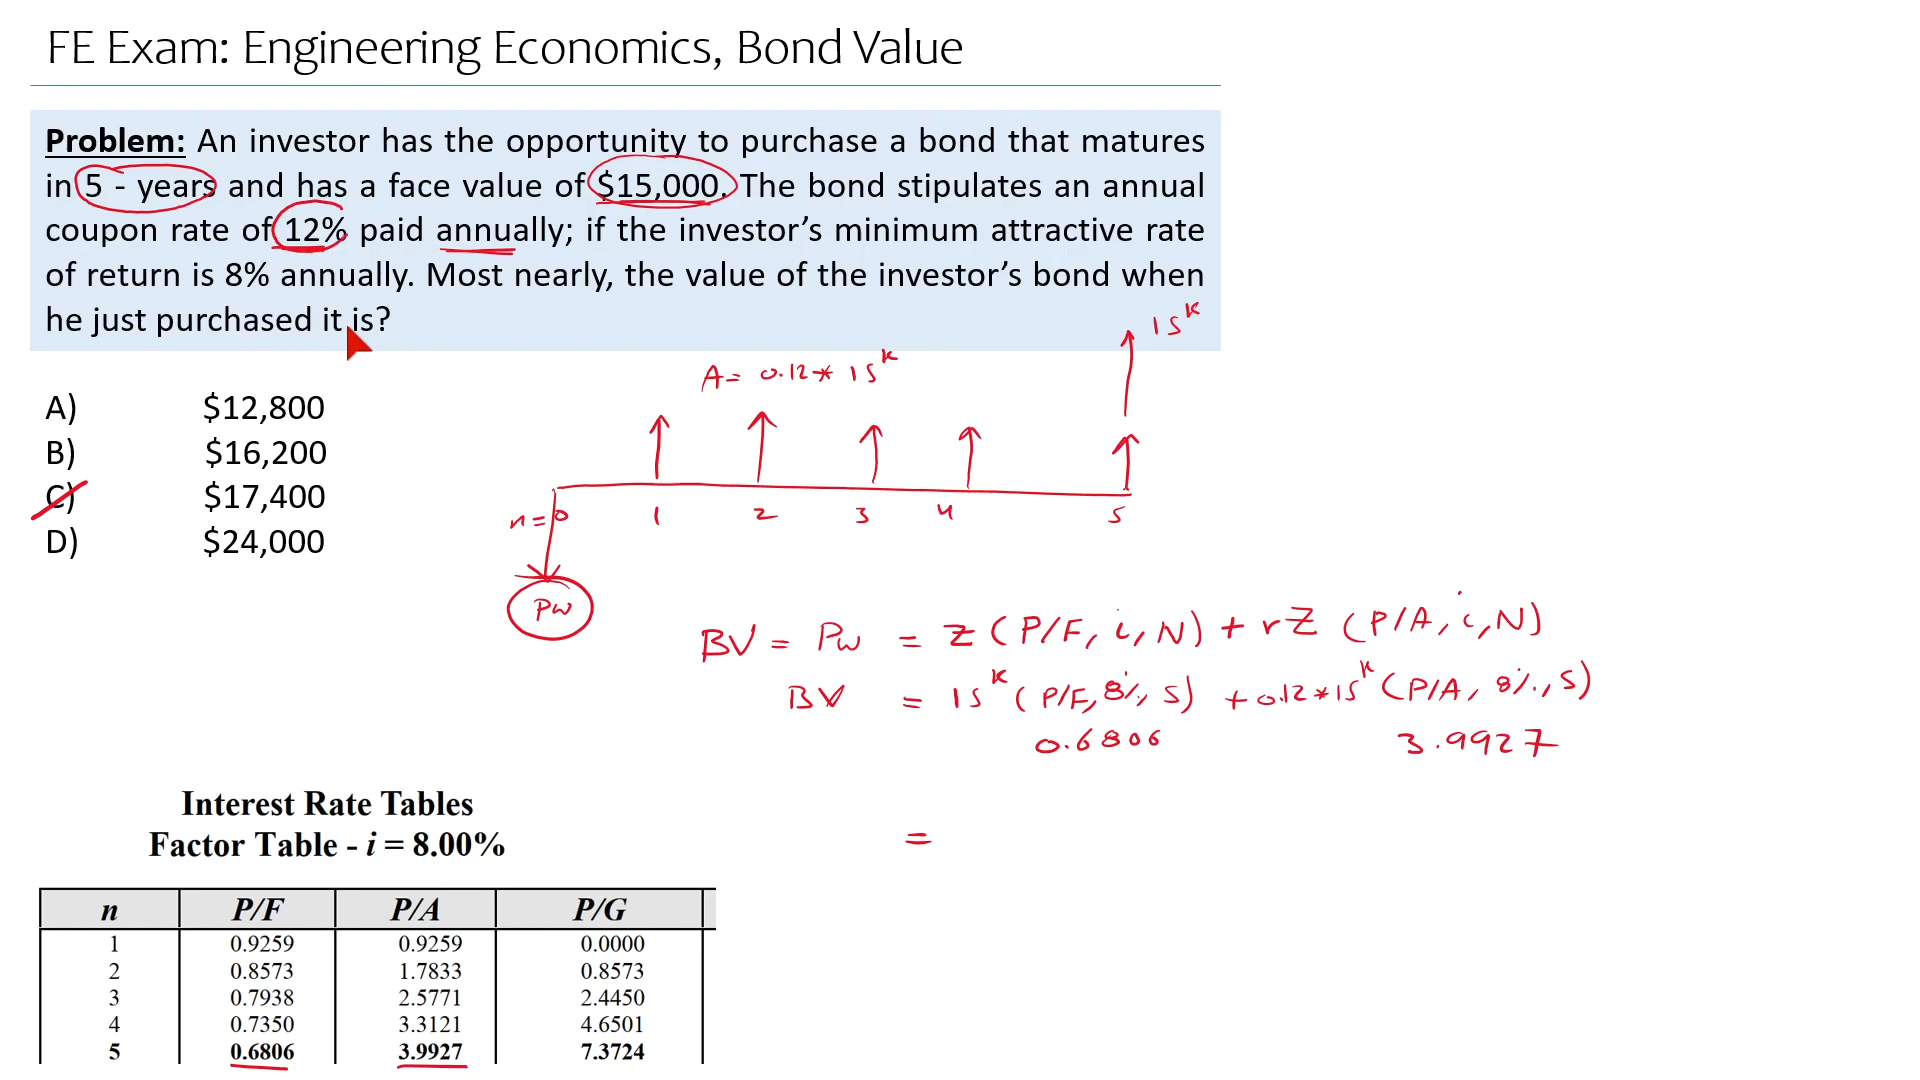 FE Exam: Engineering Economics, Bond Value
Problem: An investor has the opportunity to purchase a bond that matures
in 5 - years and has a face value of $15,000. The bond stipulates an annual
coupon rate of 12% paid annually; if the investor's minimum attractive rate
of return is 8% annually. Most nearly, the value of the investor's bond when
he just purchased it is?
15^k
A= 0.12* 15^k
A) $12,800
B) $16,200
C) $17,400
D) $24,000
n=0 1 2 3 4 5
PW
BV = PW = Z (P/F, i, N) + rZ (P/A, i, N)
BV = 15^k (P/F, 8%, 5) + 0.12*15^k (P/A, 8%, 5)
0.6806 3.9927
=
Interest Rate Tables
Factor Table - i = 8.00%
n P/F P/A P/G
1 0.9259 0.9259 0.0000
2 0.8573 1.7833 0.8573
3 0.7938 2.5771 2.4450
4 0.7350 3.3121 4.6501
5 0.6806 3.9927 7.3724